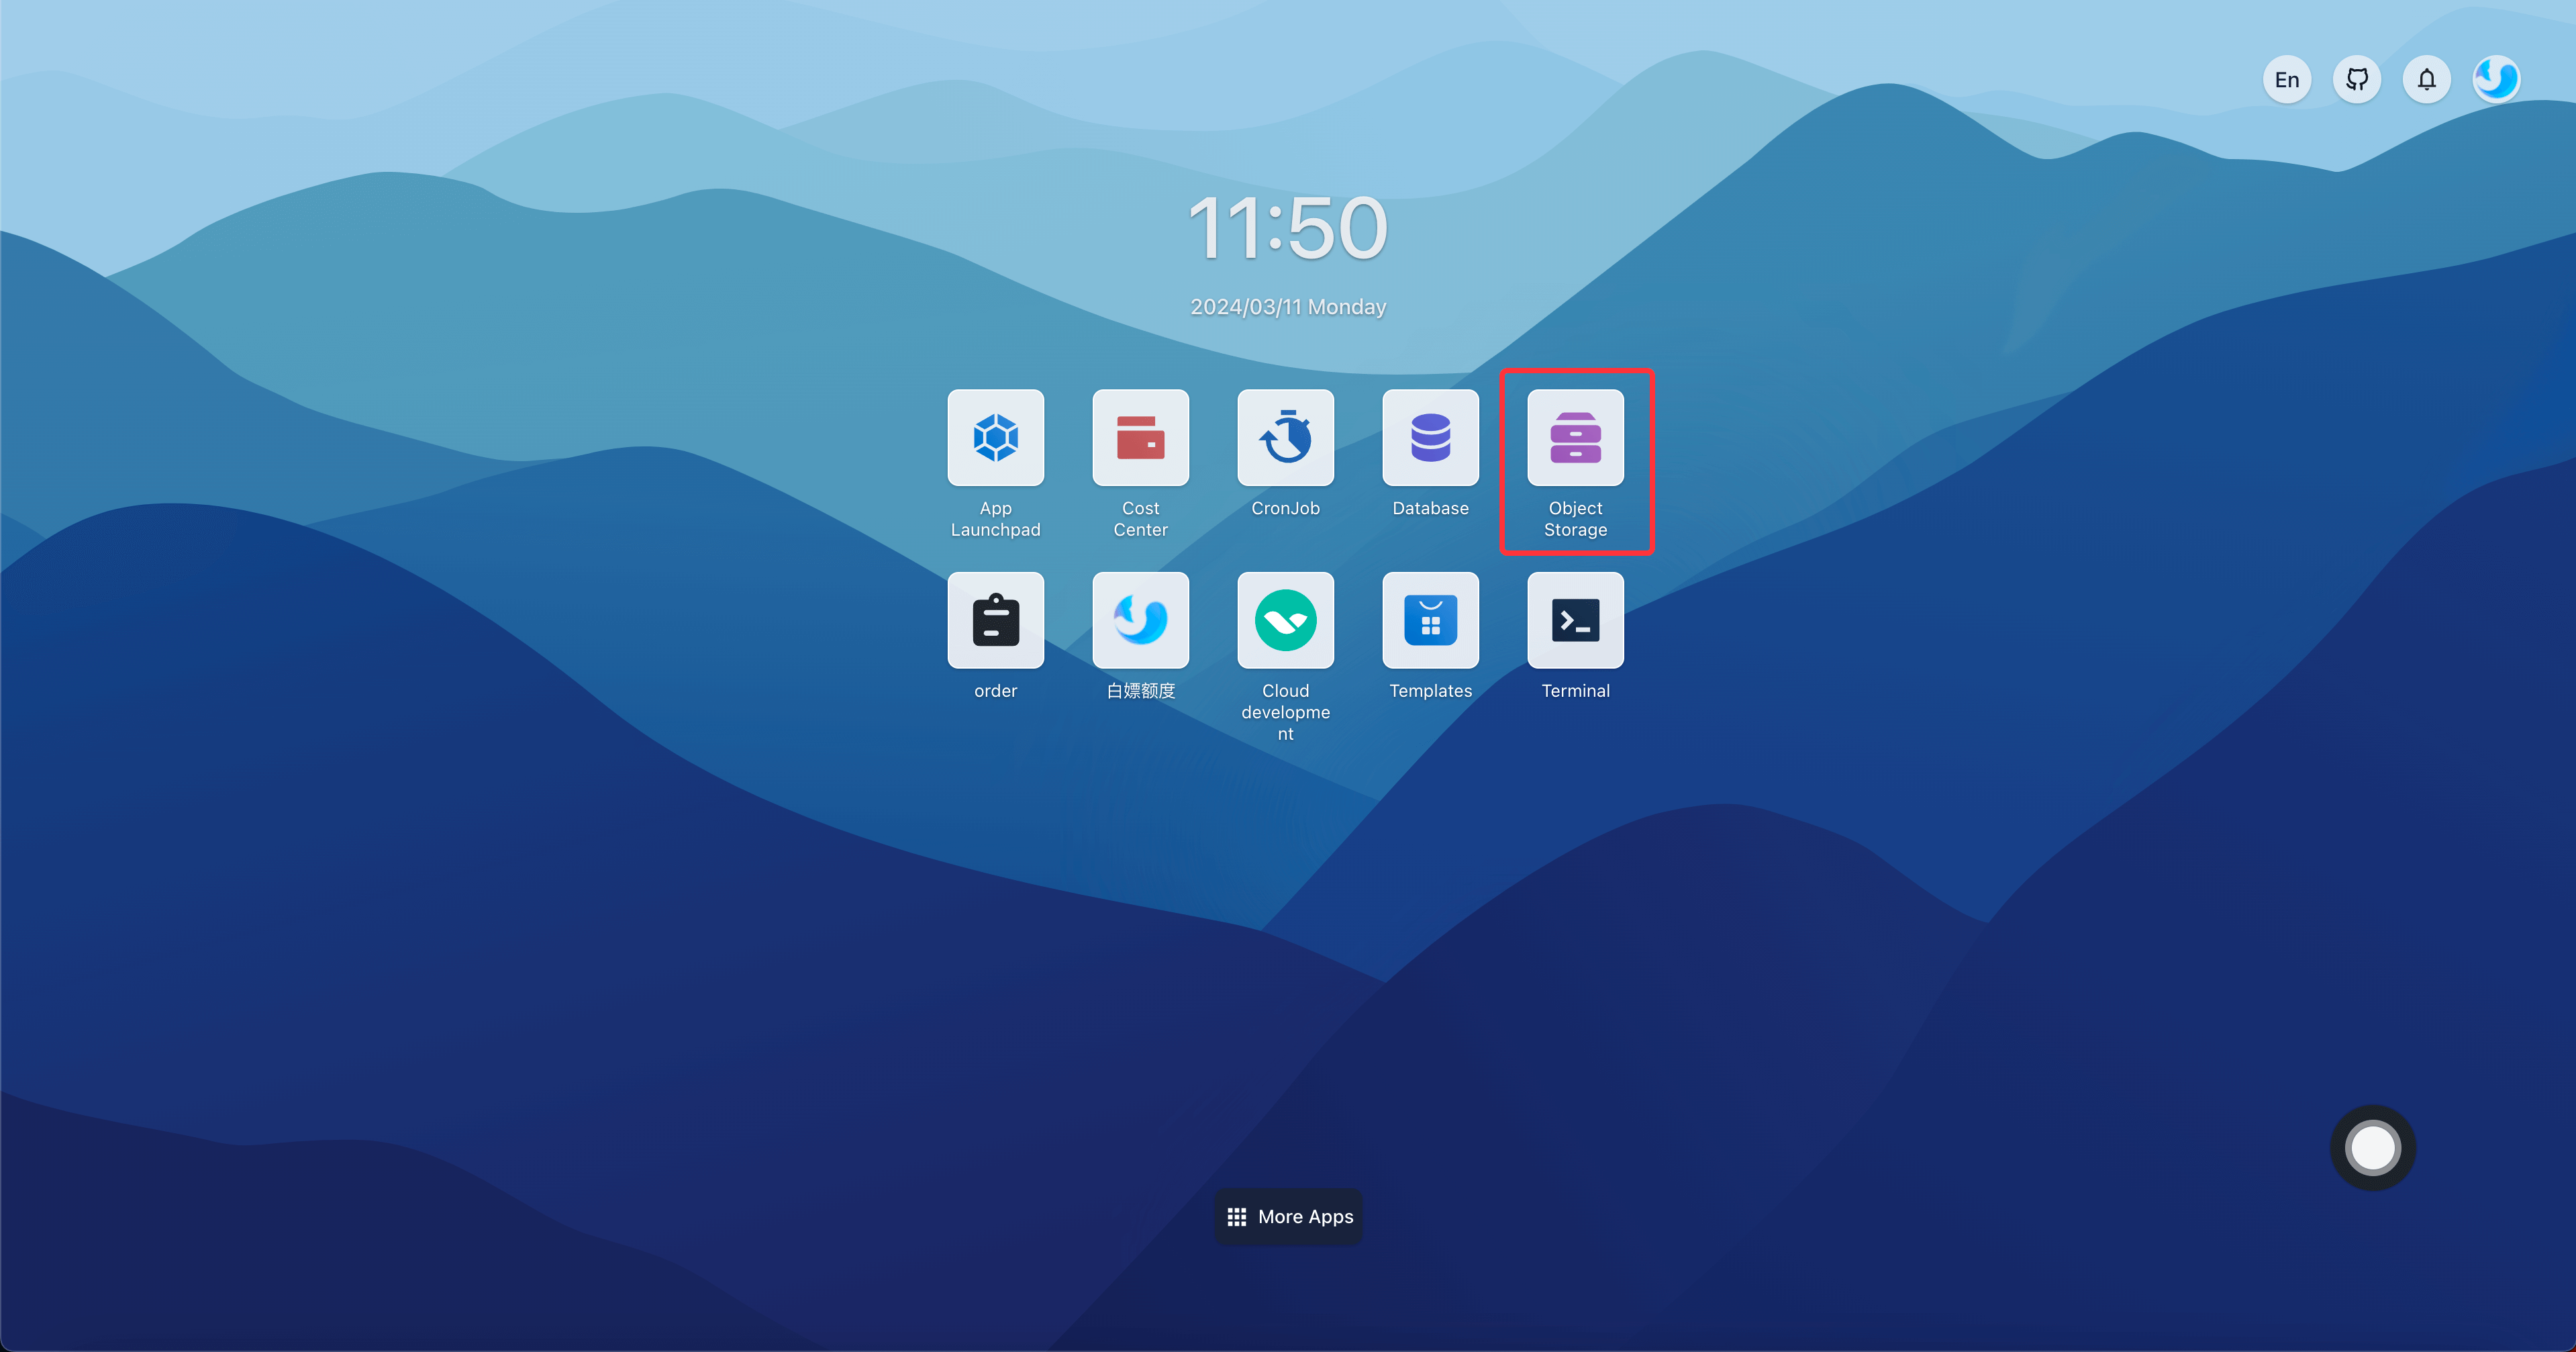 En
11:50
2024/03/11 Monday
App
Launchpad
Cost
Center
CronJob
Database
Object
Storage
order
白嫖额度
Cloud
developme
nt
Templates
Terminal
More Apps